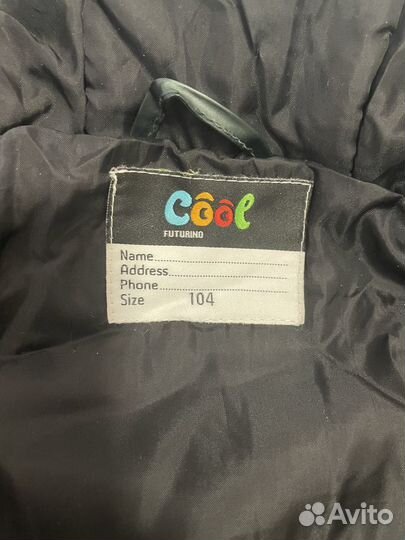 Cool
FUTURINO
Name
Address
Phone
Size 104
Avito